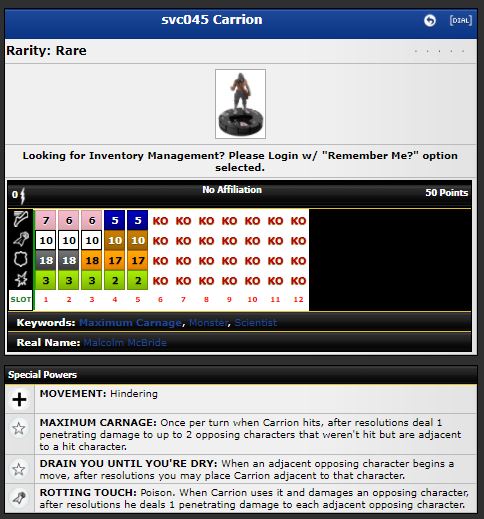 svc045 Carrion
[DIAL]
Rarity: Rare
Looking for Inventory Management? Please Login w/ "Remember Me?" option
selected.
0 No Affiliation 50 Points
7 6 6 5 5 KO KO KO KO KO KO KO
10 10 10 10 10 KO KO KO KO KO KO KO
18 18 18 17 17 KO KO KO KO KO KO KO
3 3 3 2 2 KO KO KO KO KO KO KO
SLOT 1 2 3 4 5 6 7 8 9 10 11 12
Keywords: Maximum Carnage, Monster, Scientist
Real Name: Malcolm McBride
Special Powers
MOVEMENT: Hindering
MAXIMUM CARNAGE: Once per turn when Carrion hits, after resolutions deal 1
penetrating damage to up to 2 opposing characters that weren't hit but are adjacent
to a hit character.
DRAIN YOU UNTIL YOU'RE DRY: When an adjacent opposing character begins a
move, after resolutions you may place Carrion adjacent to that character.
ROTTING TOUCH: Poison. When Carrion uses it and damages an opposing character,
after resolutions he deals 1 penetrating damage to each adjacent opposing character.